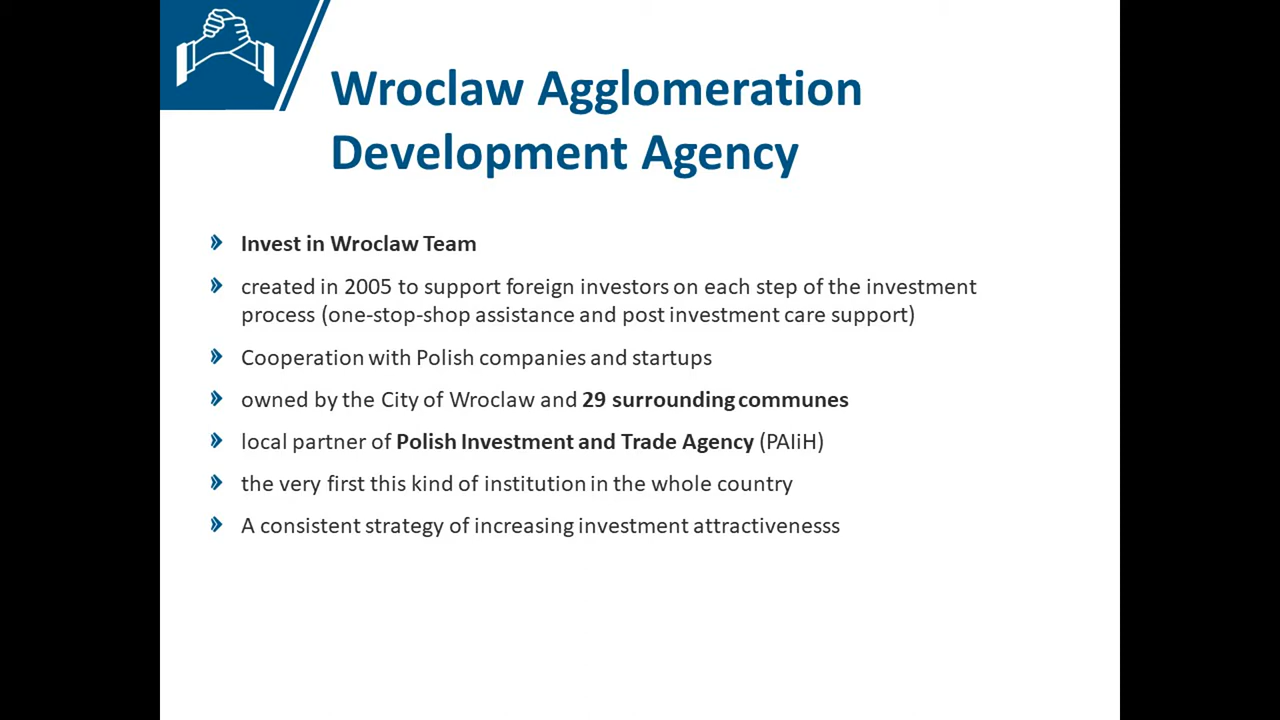 Wroclaw Agglomeration
Development Agency
Invest in Wroclaw Team
created in 2005 to support foreign investors on each step of the investment
process (one-stop-shop assistance and post investment care support)
Cooperation with Polish companies and startups
owned by the City of Wroclaw and 29 surrounding communes
local partner of Polish Investment and Trade Agency (PAIiH)
the very first this kind of institution in the whole country
A consistent strategy of increasing investment attractivenesss